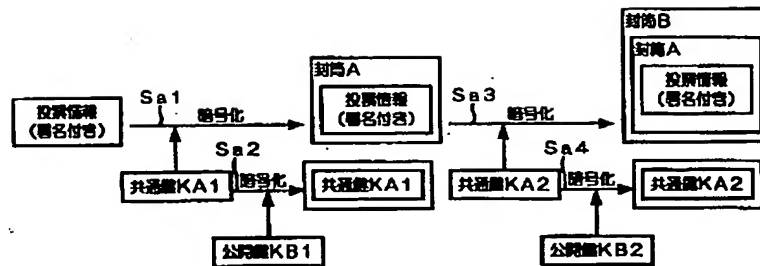 封筒B
封筒A
封筒A
投票情報
(署名付き)
Sa1
暗号化
投票情報
(署名付き)
Sa3
暗号化
投票情報
(署名付き)
Sa2
Sa4
共通鍵KA1
暗号化
共通鍵KA1
共通鍵KA2
暗号化
共通鍵KA2
公開鍵KB1
公開鍵KB2